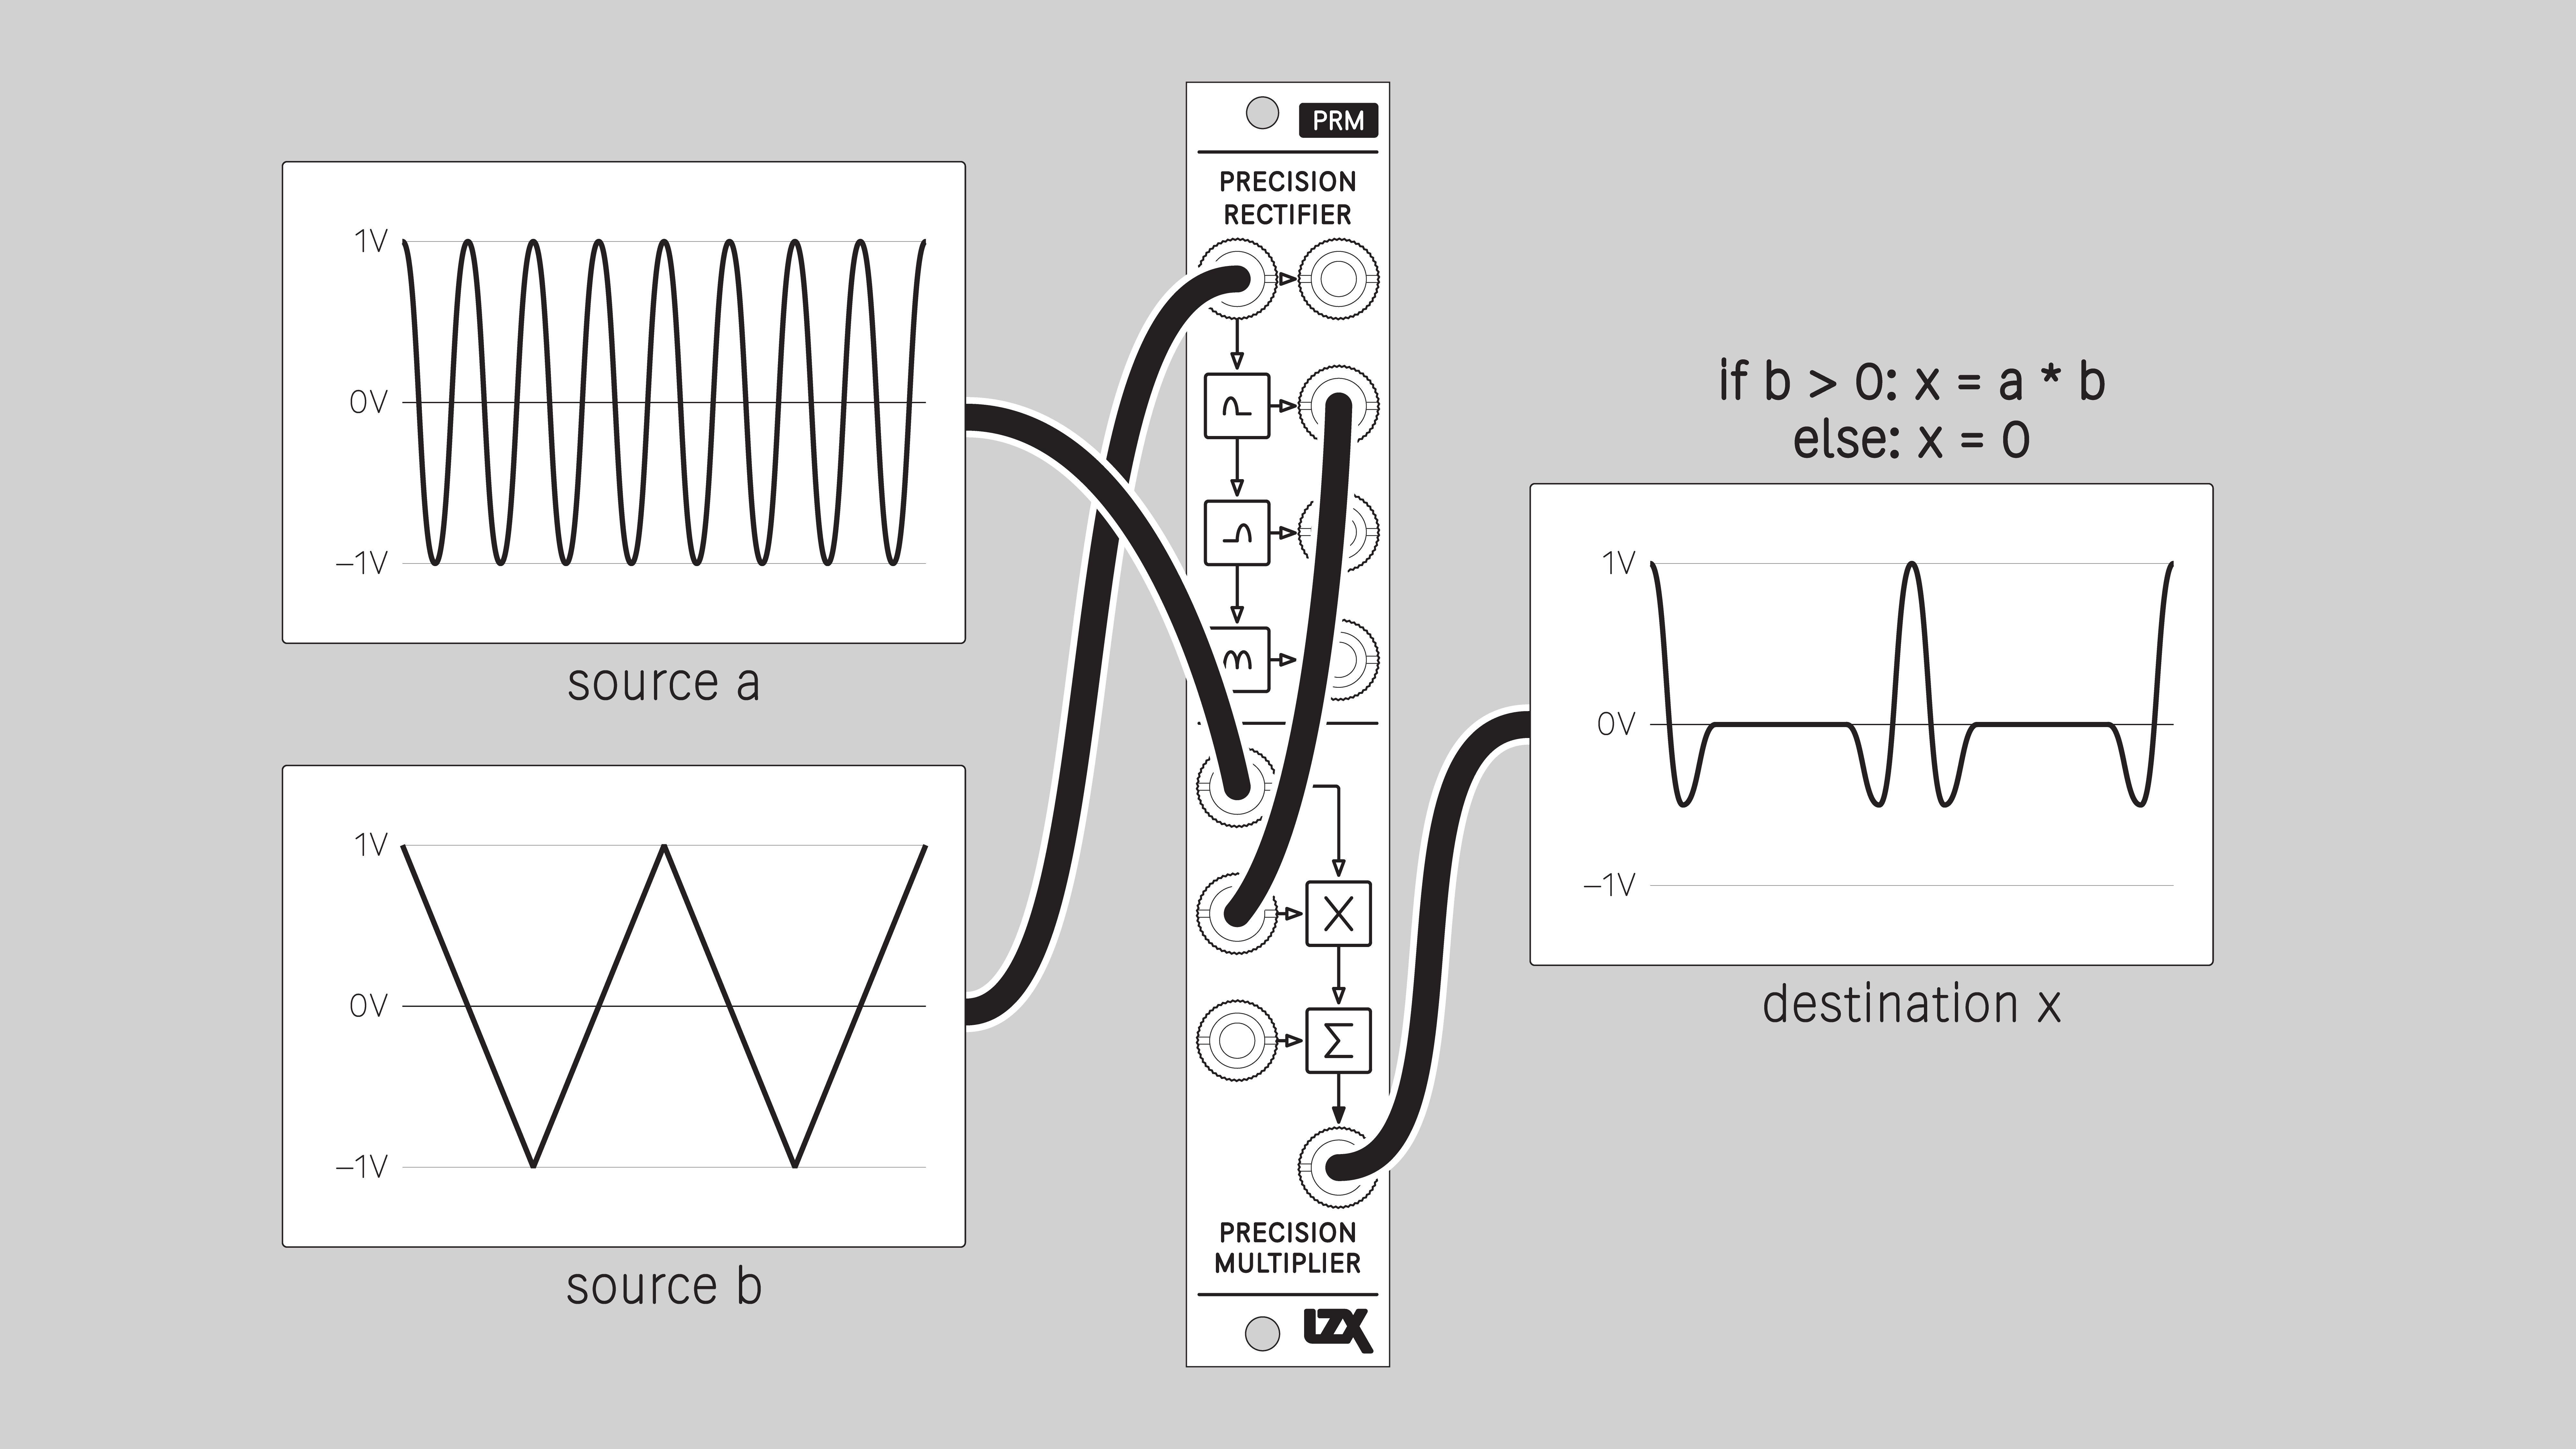 1V
0V
–1V
source a
1V
0V
–1V
source b
PRM
PRECISION
RECTIFIER
X
Σ
PRECISION
MULTIPLIER
LZX
if b > 0: x = a * b
else: x = 0
1V
0V
–1V
destination x